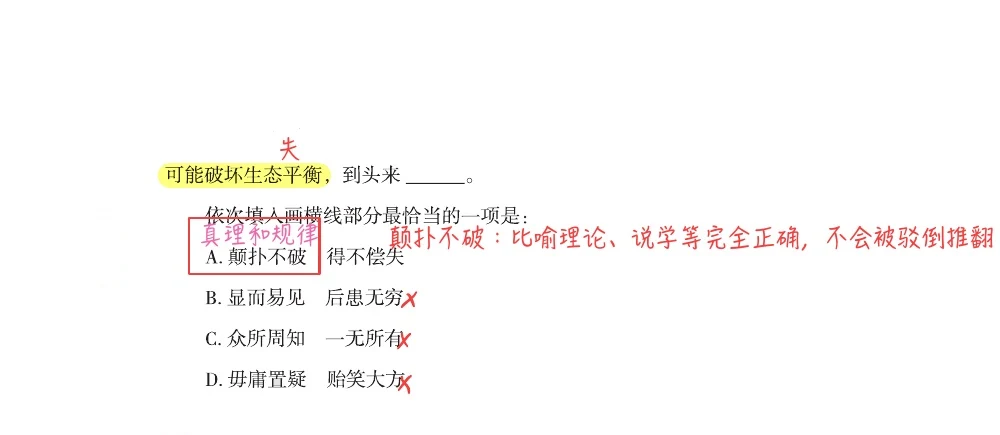 失
可能破坏生态平衡，到头来 ______。
依次填入画横线部分最恰当的一项是：
真理和规律
颠扑不破：比喻理论、说学等完全正确，不会被驳倒推翻
A. 颠扑不破 得不偿失
B. 显而易见 后患无穷 ×
C. 众所周知 一无所有 ×
D. 毋庸置疑 贻笑大方 ×